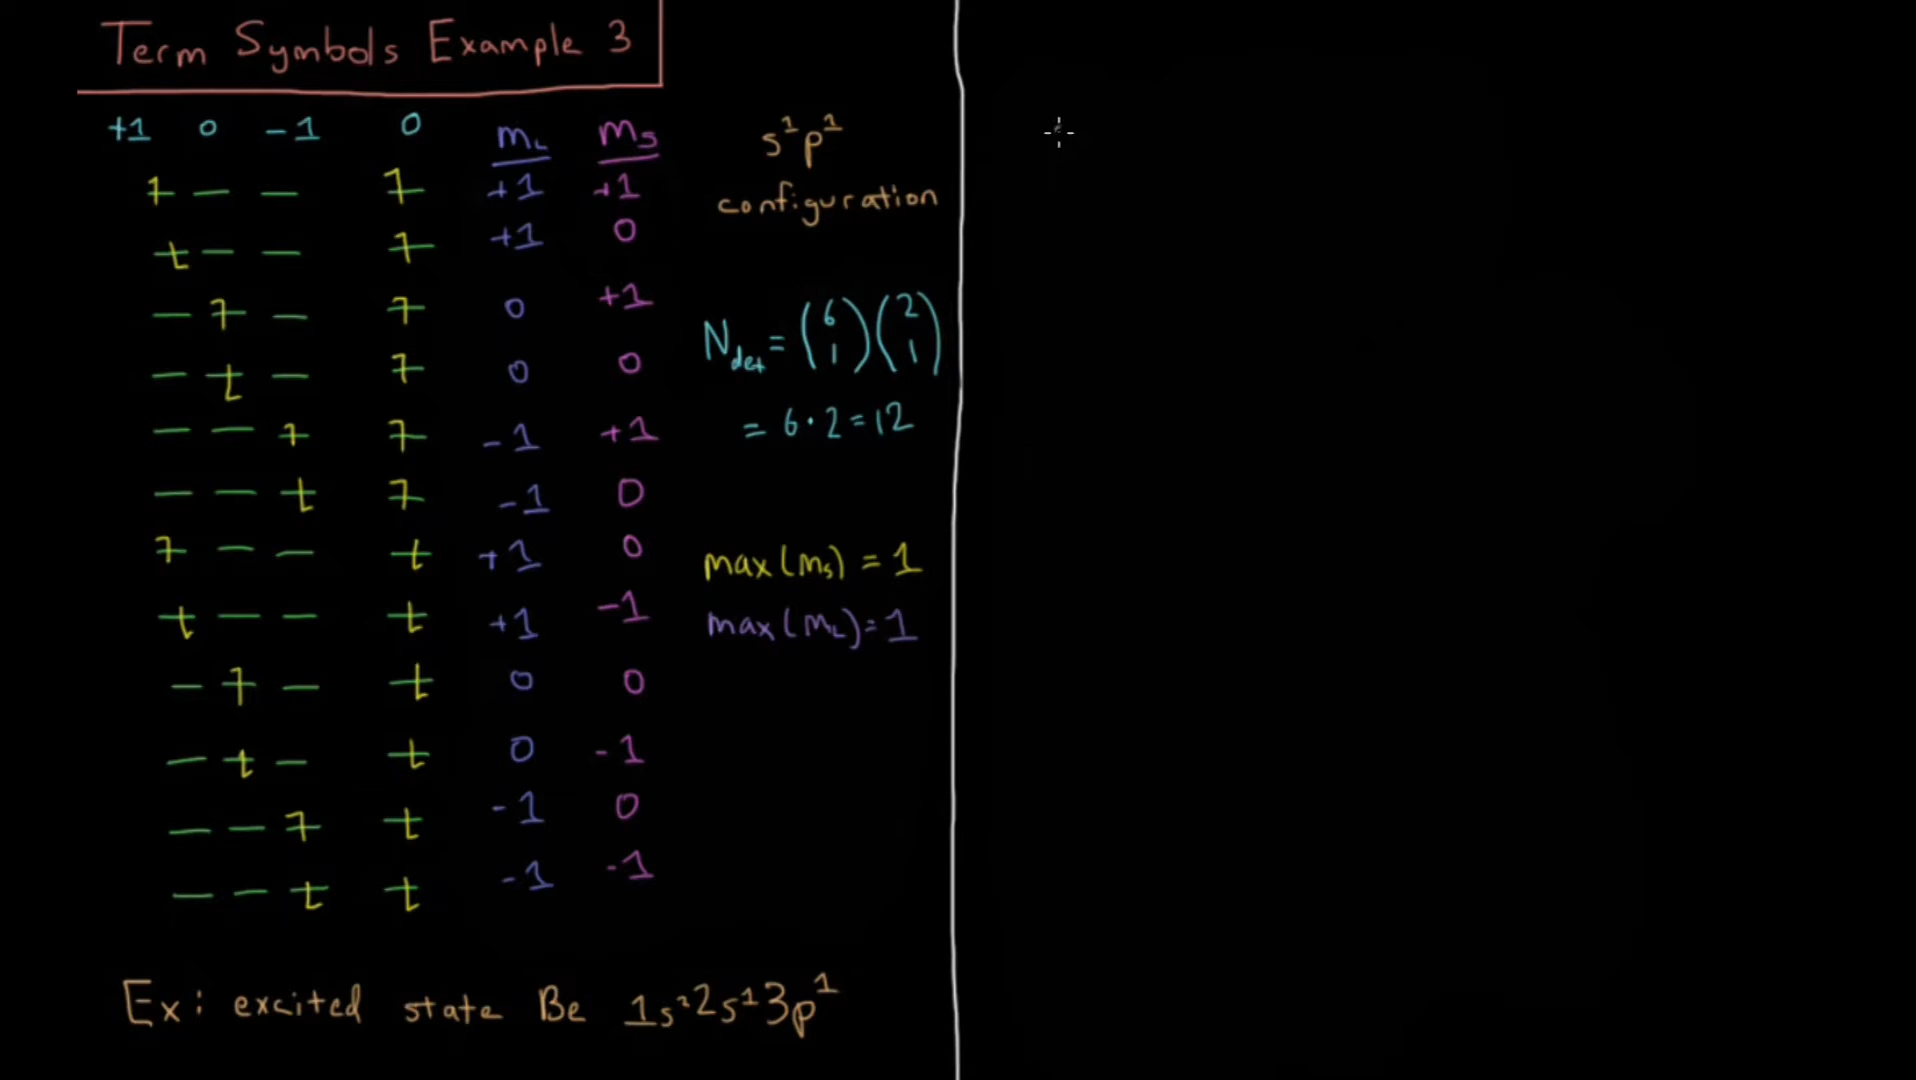 Term Symbols Example 3
+1 0 -1 0 mL mS
+1 +1
+1 0
0 +1
0 0
-1 +1
-1 0
+1 0
+1 -1
0 0
0 -1
-1 0
-1 -1
s¹p¹
configuration
N_det = (6 1)(2 1)
= 6·2=12
max(ms) = 1
max(mL)=1
Ex: excited state Be 1s²2s¹3p¹